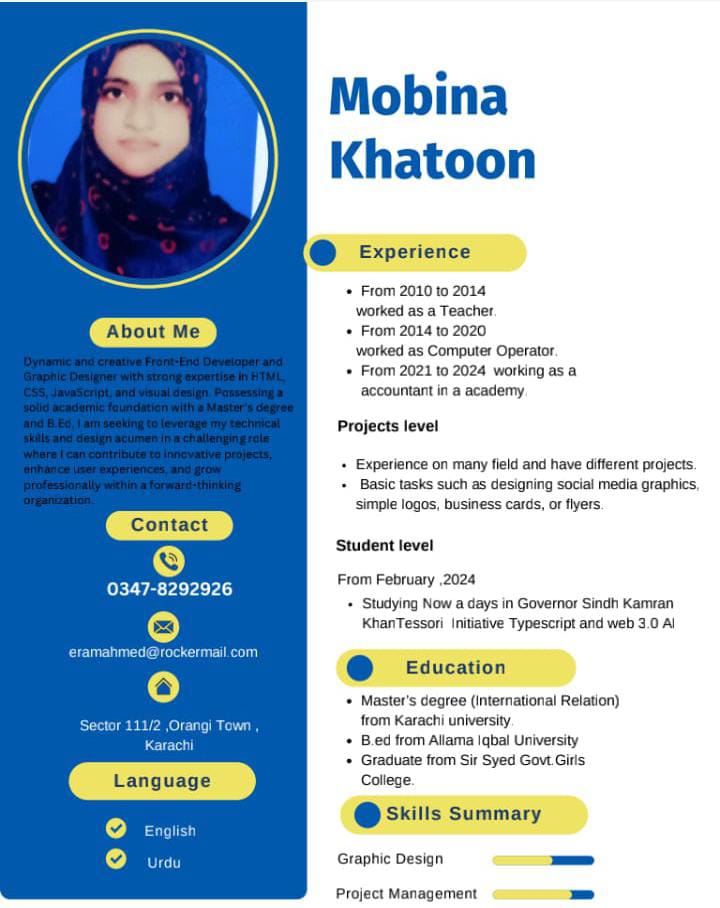 Mobina
Khatoon
About Me
Dynamic and creative Front-End Developer and
Graphic Designer with strong expertise in HTML,
CSS, JavaScript, and visual design. Possessing a
solid academic foundation with a Master's degree
and B.Ed, I am seeking to leverage my technical
skills and design acumen in a challenging role
where I can contribute to innovative projects,
enhance user experiences, and grow
professionally within a forward-thinking
organization.
Contact
0347-8292926
eramahmed@rockermail.com
Sector 111/2 ,Orangi Town ,
Karachi
Language
English
Urdu
Experience
From 2010 to 2014
worked as a Teacher.
From 2014 to 2020
worked as Computer Operator.
From 2021 to 2024 working as a
accountant in a academy.
Projects level
Experience on many field and have different projects.
Basic tasks such as designing social media graphics,
simple logos, business cards, or flyers.
Student level
From February ,2024
Studying Now a days in Governor Sindh Kamran
KhanTessori Initiative Typescript and web 3.0 AI
Education
Master's degree (International Relation)
from Karachi university.
B.ed from Allama Iqbal University
Graduate from Sir Syed Govt.Girls
College.
Skills Summary
Graphic Design
Project Management